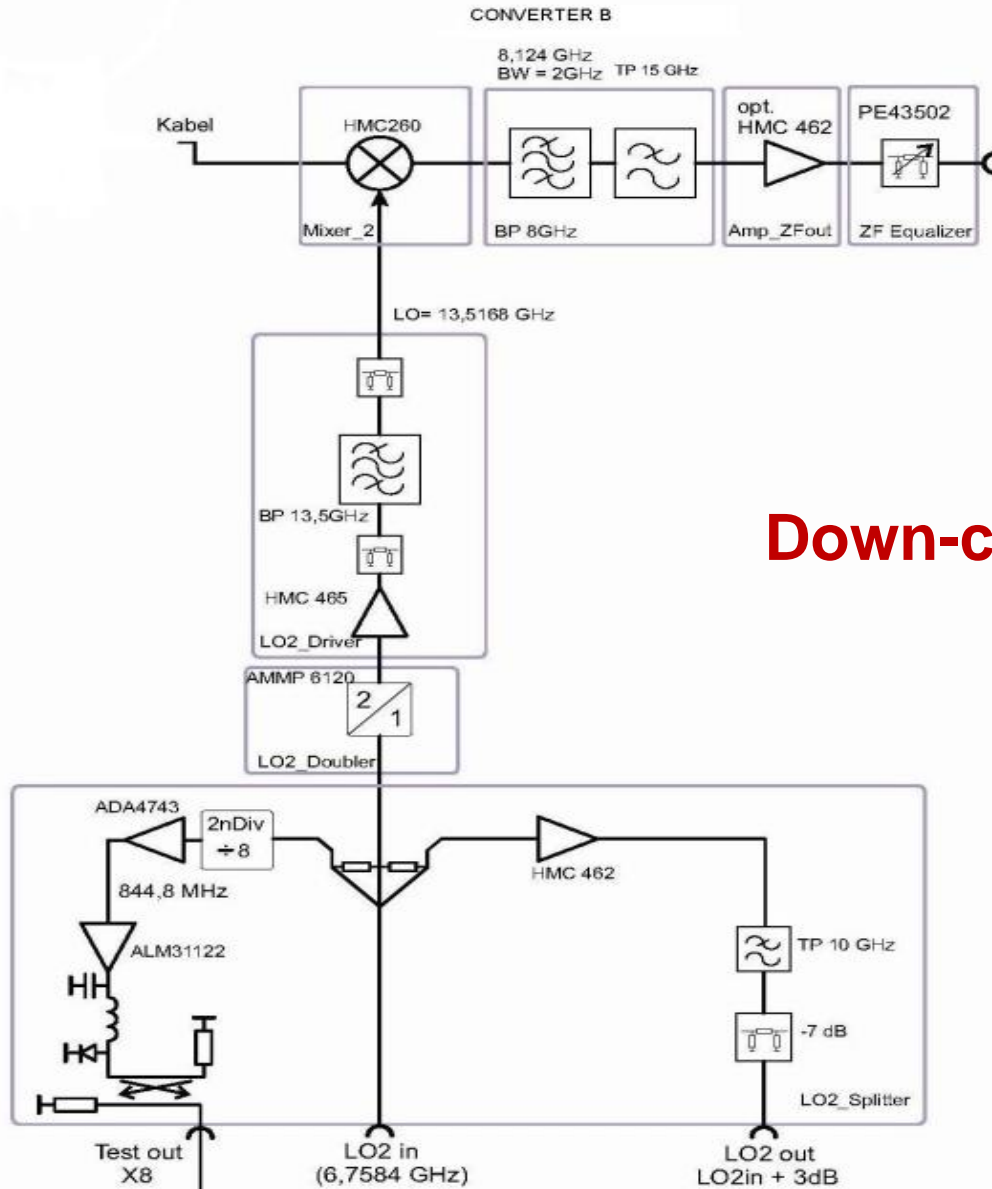 CONVERTER B
8,124 GHz
BW = 2GHz TP 15 GHz
Kabel
HMC260
opt.
HMC 462
PE43502
Mixer_2
BP 8GHz
Amp_ZFout
ZF Equalizer
LO= 13,5168 GHz
BP 13,5GHz
HMC 465
LO2_Driver
Down-c
AMMP 6120
2
1
LO2_Doubler
ADA4743
2nDiv
÷8
HMC 462
844,8 MHz
ALM31122
TP 10 GHz
-7 dB
LO2_Splitter
Test out
X8
LO2 in
(6,7584 GHz)
LO2 out
LO2in + 3dB